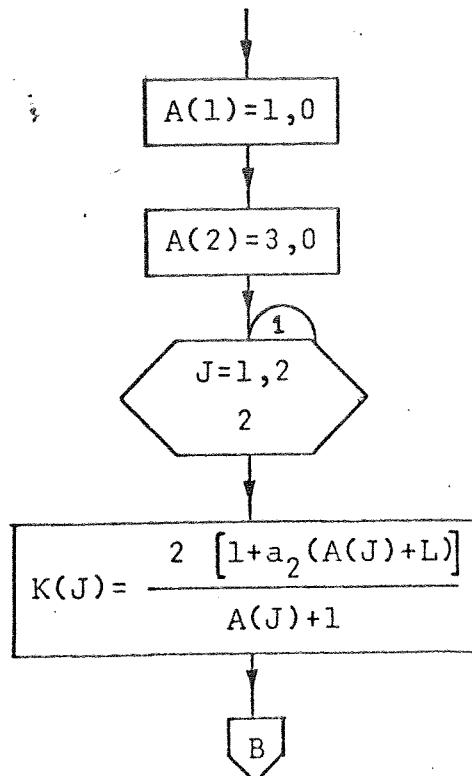 A(1)=1,0
A(2)=3,0
1
J=1,2
2
K(J)= 2 [1+a₂(A(J)+L)]
A(J)+1
B